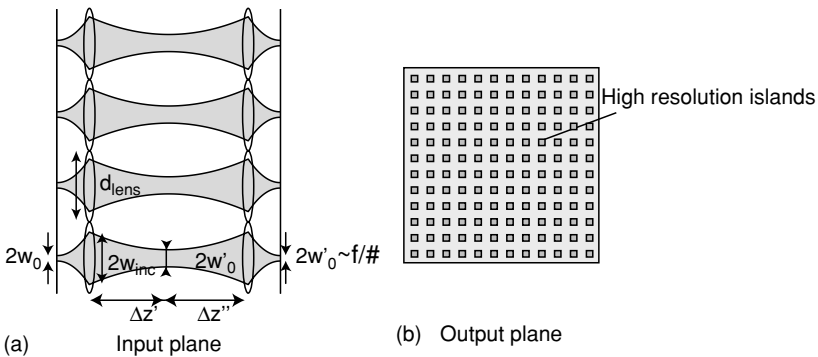 High resolution islands
d_lens
2w_0
2w_inc
2w'_0
2w'_0~f/#
Δz'
Δz''
(a) Input plane
(b) Output plane